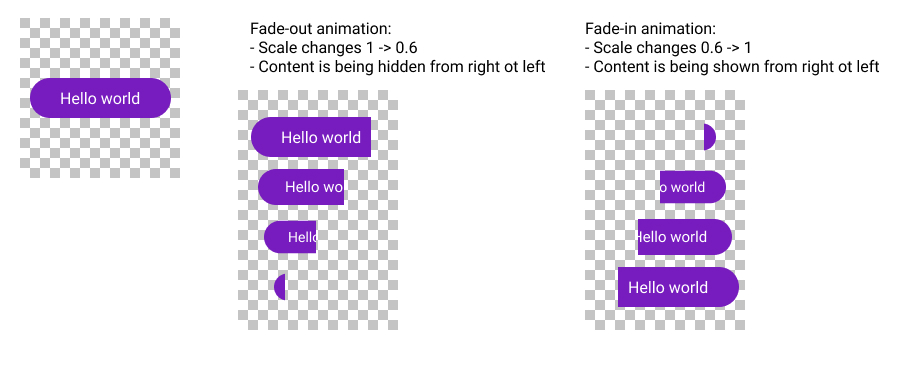 Hello world
Fade-out animation:
- Scale changes 1 -> 0.6
- Content is being hidden from right ot left
Hello world
Hello wo
Hello
Fade-in animation:
- Scale changes 0.6 -> 1
- Content is being shown from right ot left
o world
Hello world
Hello world